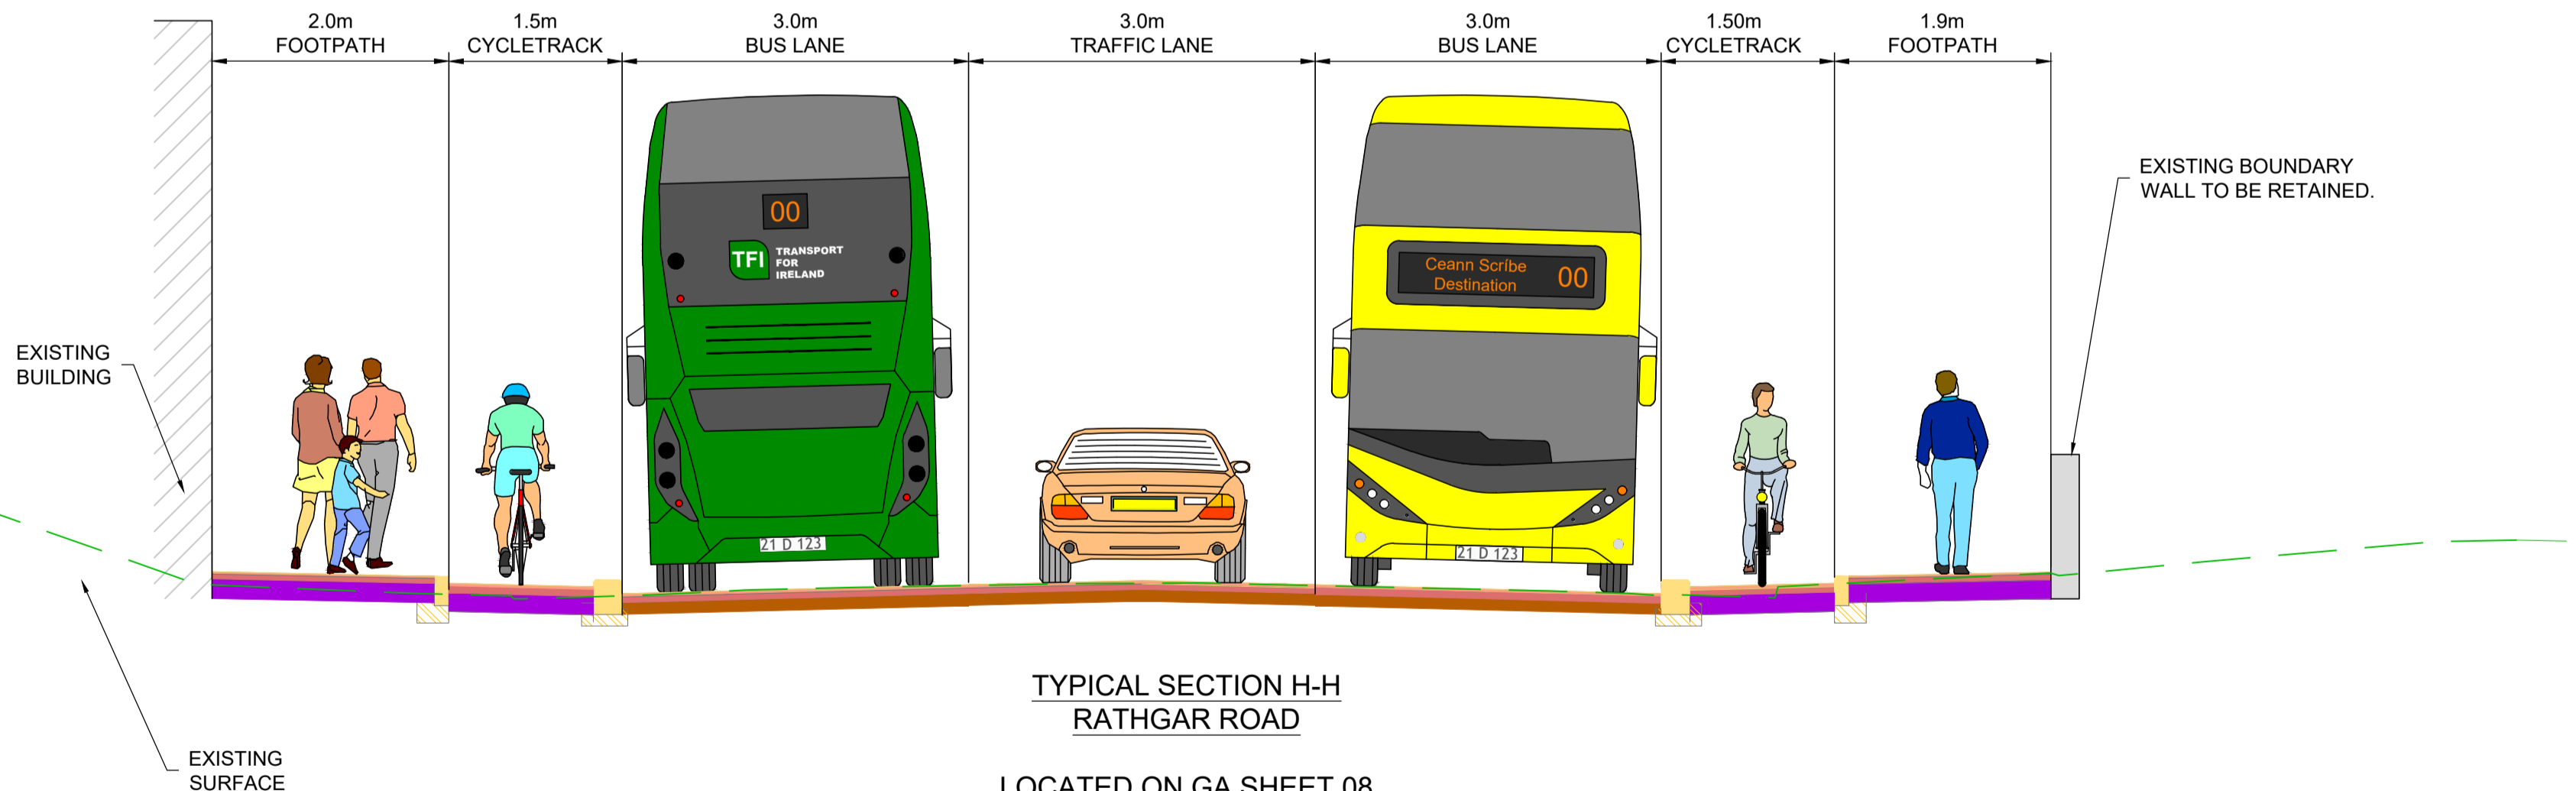 2.0m
FOOTPATH
1.5m
CYCLETRACK
3.0m
BUS LANE
3.0m
TRAFFIC LANE
3.0m
BUS LANE
1.50m
CYCLETRACK
1.9m
FOOTPATH
EXISTING BOUNDARY
WALL TO BE RETAINED.
00
TFI
TRANSPORT
FOR
IRELAND
Ceann Scríbe
Destination
00
EXISTING
BUILDING
21 D 123
21 D 123
TYPICAL SECTION H-H
RATHGAR ROAD
EXISTING
SURFACE
LOCATED ON GA SHEET 08